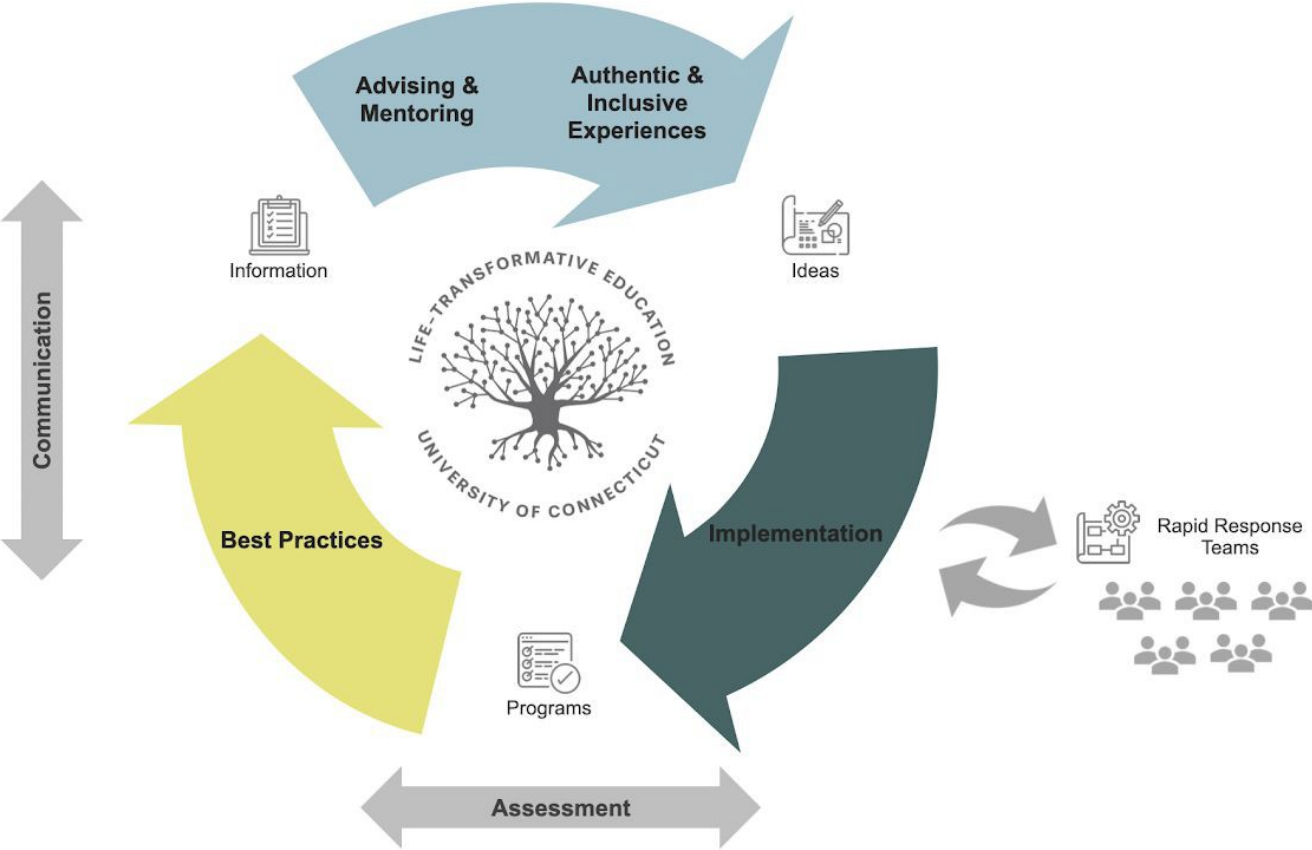 Advising &
Mentoring
Authentic &
Inclusive
Experiences
Information
Ideas
LIFE-TRANSFORMATIVE EDUCATION
UNIVERSITY OF CONNECTICUT
Communication
Best Practices
Implementation
Rapid Response
Teams
Programs
Assessment